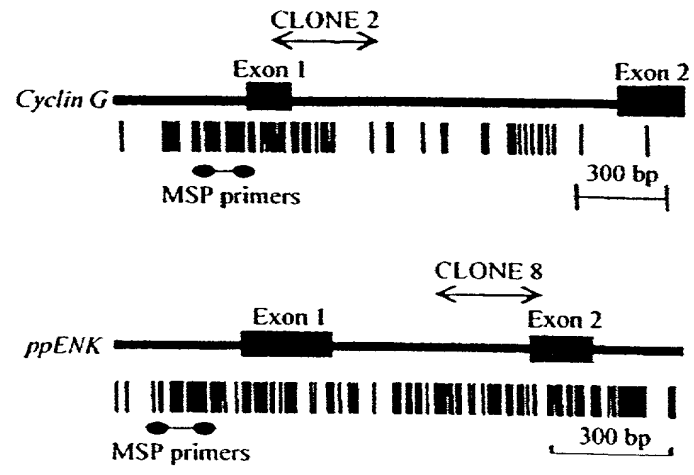 CLONE 2
Exon 1
Exon 2
Cyclin G
300 bp
MSP primers
CLONE 8
Exon 1
Exon 2
ppENK
MSP primers
300 bp